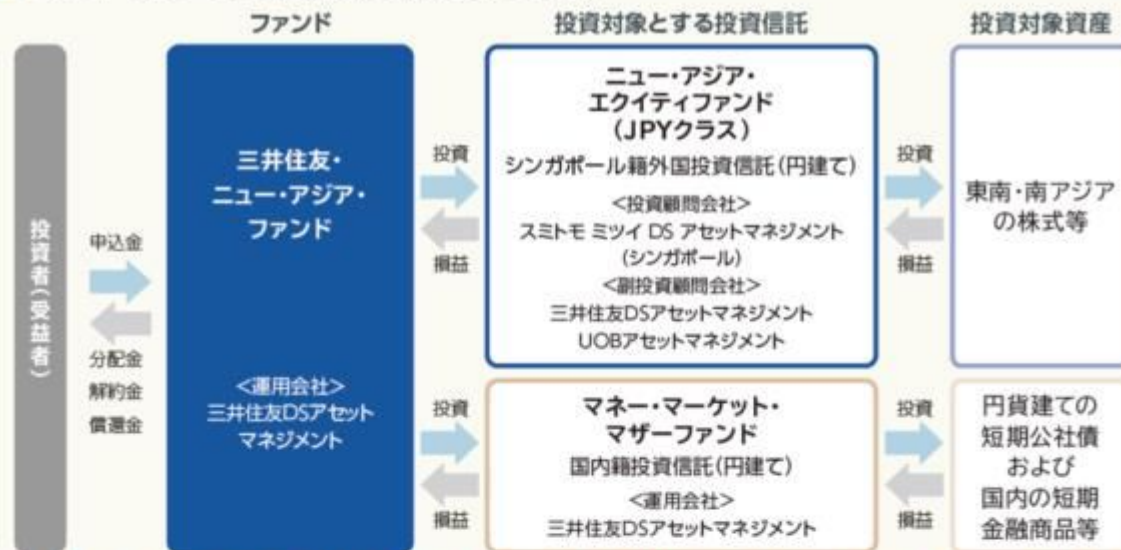 ファンド
投資対象とする投資信託
投資対象資産
投資者(受益者)
申込金
分配金
解約金
償還金
三井住友・
ニュー・アジア・
ファンド
<運用会社>
三井住友DSアセット
マネジメント
投資
損益
ニュー・アジア・
エクイティファンド
(JPYクラス)
シンガポール籍外国投資信託(円建て)
<投資顧問会社>
スミトモ ミツイ DS アセットマネジメント
(シンガポール)
<副投資顧問会社>
三井住友DSアセットマネジメント
UOBアセットマネジメント
投資
損益
東南・南アジア
の株式等
投資
損益
マネー・マーケット・
マザーファンド
国内籍投資信託(円建て)
<運用会社>
三井住友DSアセットマネジメント
投資
損益
円貨建ての
短期公社債
および
国内の短期
金融商品等